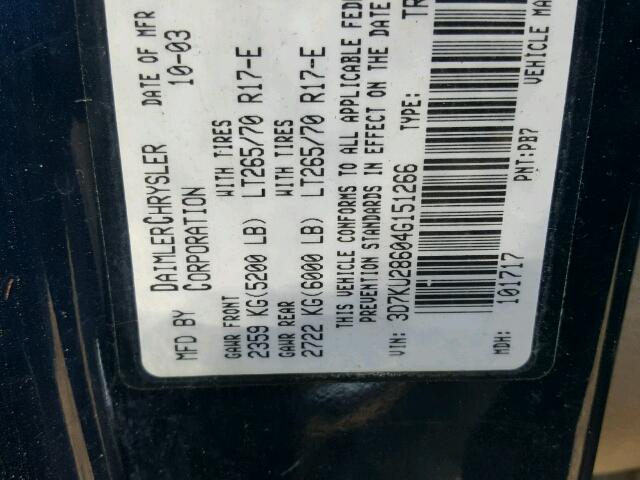 MFD BY DAIMLERCHRYSLER CORPORATION DATE OF MFR 10-03
GAWR FRONT WITH TIRES
2359 KG(5200 LB) LT265/70 R17-E
GAWR REAR WITH TIRES
2722 KG(6000 LB) LT265/70 R17-E
THIS VEHICLE CONFORMS TO ALL APPLICABLE FED
PREVENTION STANDARDS IN EFFECT ON THE DATE
VIN: 3D7KU28604G151266 TYPE: TR
MDH: 101717 PNT:PB7
VEHICLE MA